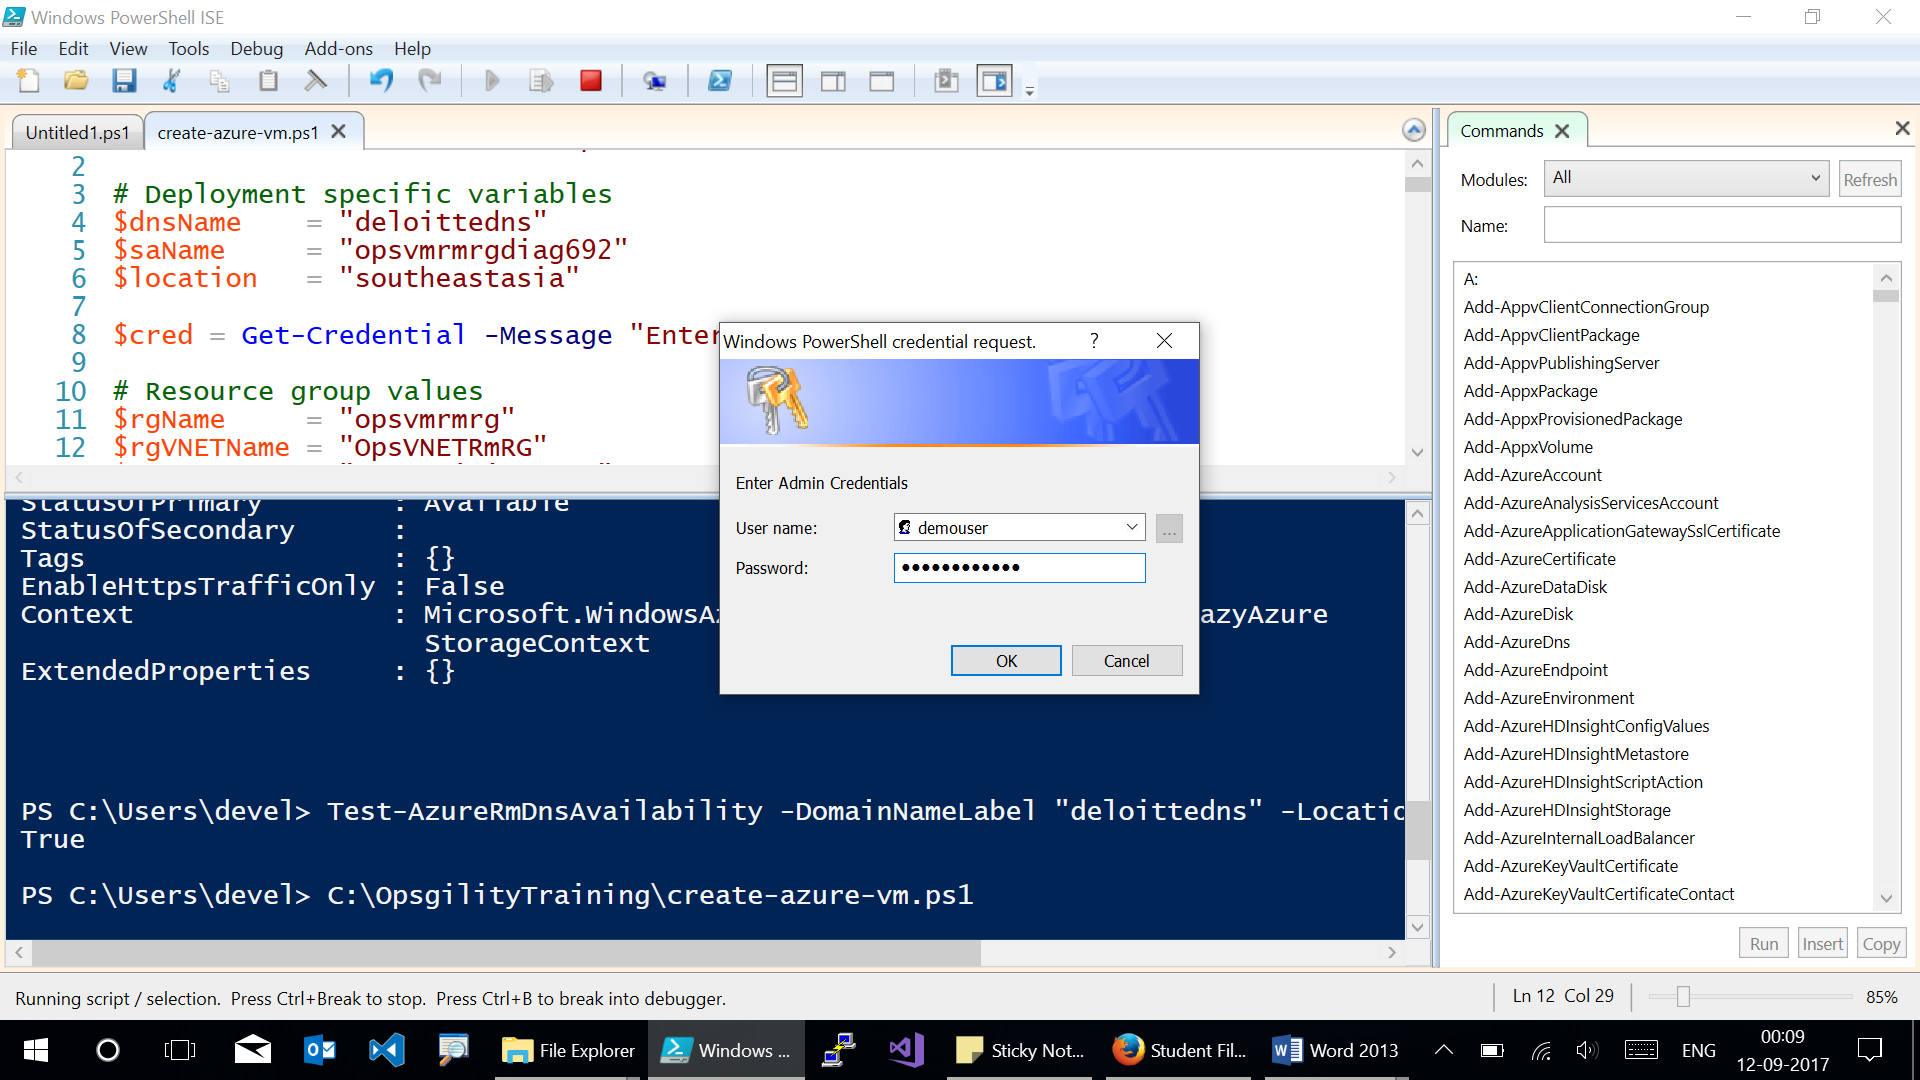 Windows PowerShell ISE
File Edit View Tools Debug Add-ons Help
Untitled1.ps1 create-azure-vm.ps1
2
3 # Deployment specific variables
4 $dnsName = "deloittedns"
5 $saName = "opsvmrmrgdiag692"
6 $location = "southeastasia"
7
8 $cred = Get-Credential -Message "Enter
9
10 # Resource group values
11 $rgName = "opsvmrmrg"
12 $rgVNETName = "OpsVNETRmRG"
StatusOfPrimary : Available
StatusOfSecondary :
Tags : {}
EnableHttpsTrafficOnly : False
Context : Microsoft.WindowsAz azyAzure
StorageContext
ExtendedProperties : {}
PS C:\Users\devel> Test-AzureRmDnsAvailability -DomainNameLabel "deloittedns" -Locatio
True
PS C:\Users\devel> C:\OpsgilityTraining\create-azure-vm.ps1
Windows PowerShell credential request. ?
Enter Admin Credentials
User name: demouser ...
Password: ●●●●●●●●●●●●
OK Cancel
Commands
Modules: All Refresh
Name:
A:
Add-AppvClientConnectionGroup
Add-AppvClientPackage
Add-AppvPublishingServer
Add-AppxPackage
Add-AppxProvisionedPackage
Add-AppxVolume
Add-AzureAccount
Add-AzureAnalysisServicesAccount
Add-AzureApplicationGatewaySslCertificate
Add-AzureCertificate
Add-AzureDataDisk
Add-AzureDisk
Add-AzureDns
Add-AzureEndpoint
Add-AzureEnvironment
Add-AzureHDInsightConfigValues
Add-AzureHDInsightMetastore
Add-AzureHDInsightScriptAction
Add-AzureHDInsightStorage
Add-AzureInternalLoadBalancer
Add-AzureKeyVaultCertificate
Add-AzureKeyVaultCertificateContact
Run Insert Copy
Running script / selection. Press Ctrl+Break to stop. Press Ctrl+B to break into debugger.
Ln 12 Col 29 85%
File Explorer Windows ... Sticky Not... Student Fil... Word 2013 ENG
00:09
12-09-2017